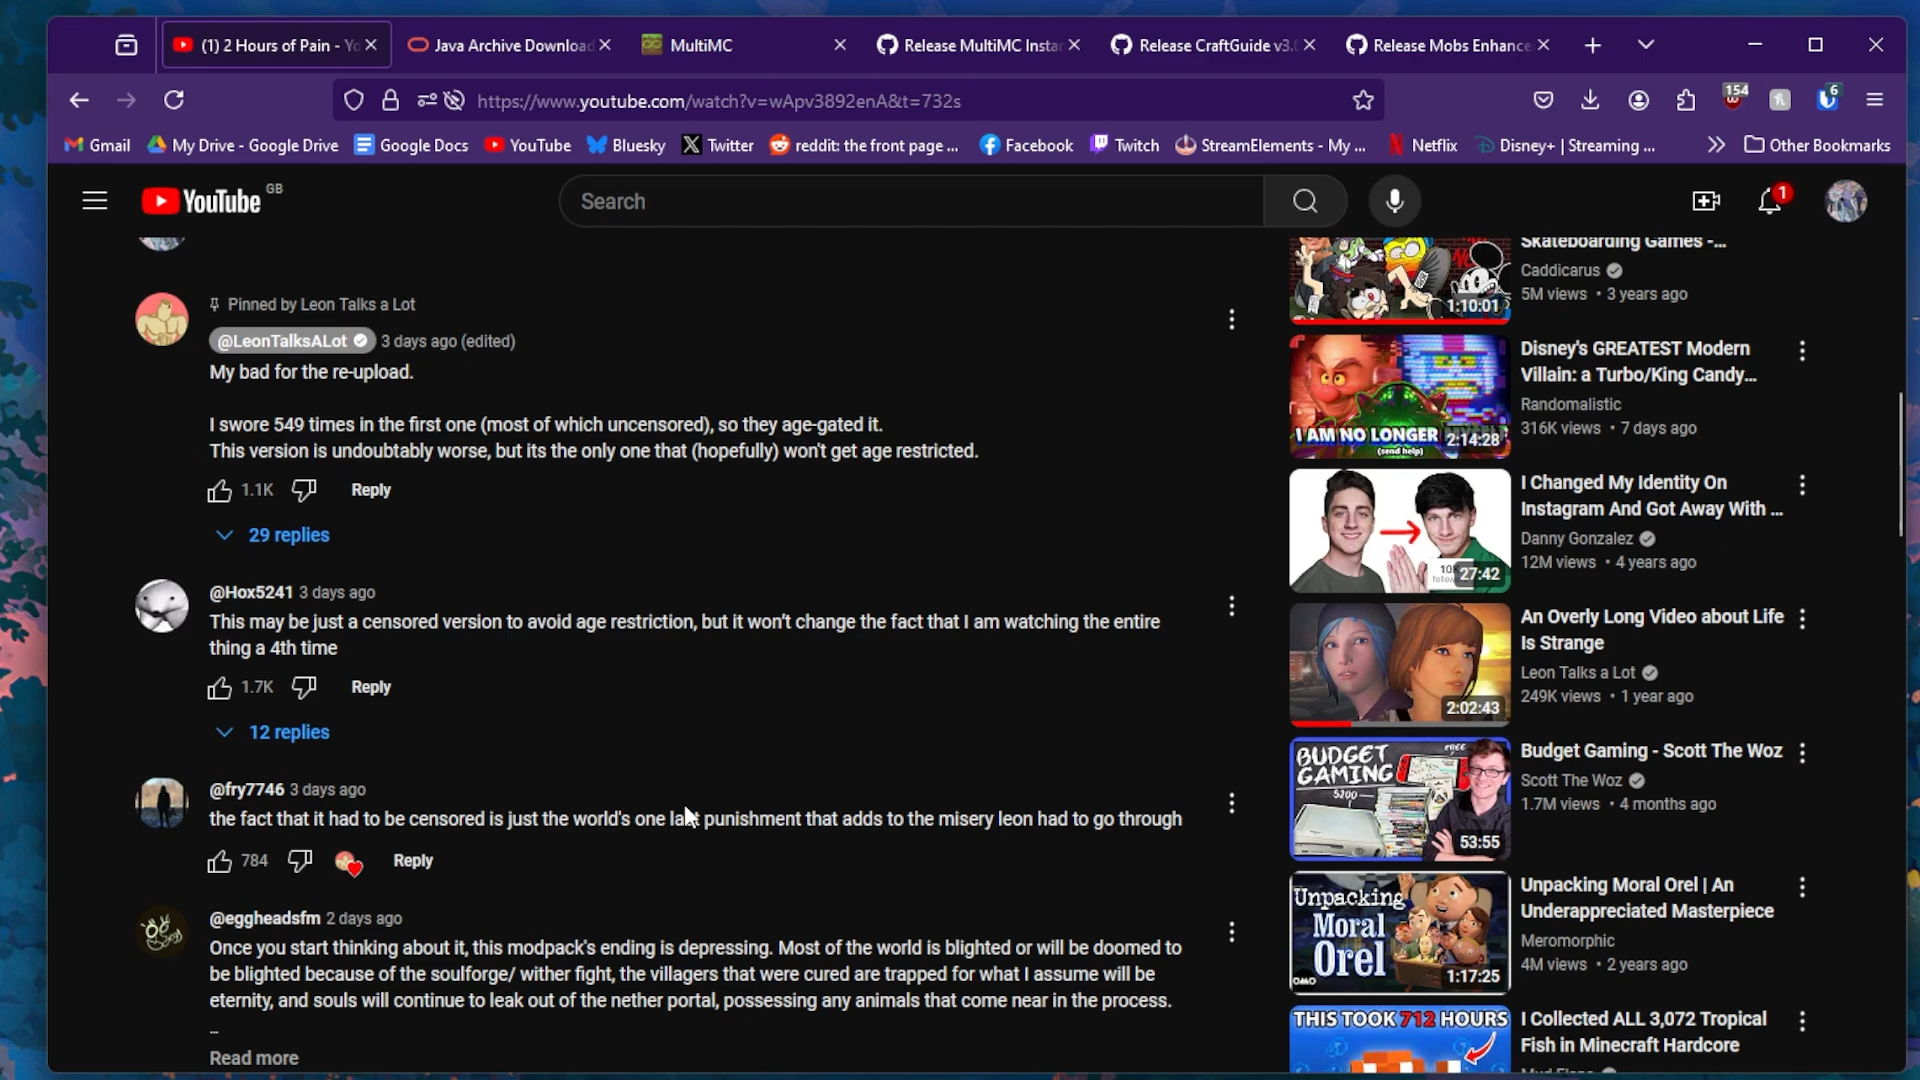 (1) 2 Hours of Pain - Yo
Java Archive Download
MultiMC
Release MultiMC Insta
Release CraftGuide v3.
Release Mobs Enhance
https://www.youtube.com/watch?v=wApv3892enA&t=732s
154
6
Gmail
My Drive - Google Drive
Google Docs
YouTube
Bluesky
Twitter
reddit: the front page ...
Facebook
Twitch
StreamElements - My ...
Netflix
Disney+ | Streaming ...
Other Bookmarks
YouTube GB
Search
1
Pinned by Leon Talks a Lot
@LeonTalksALot 3 days ago (edited)
My bad for the re-upload.
I swore 549 times in the first one (most of which uncensored), so they age-gated it.
This version is undoubtably worse, but its the only one that (hopefully) won't get age restricted.
1.1K Reply
29 replies
@Hox5241 3 days ago
This may be just a censored version to avoid age restriction, but it won't change the fact that I am watching the entire
thing a 4th time
1.7K Reply
12 replies
@fry7746 3 days ago
the fact that it had to be censored is just the world's one last punishment that adds to the misery leon had to go through
784 Reply
@eggheadsfm 2 days ago
Once you start thinking about it, this modpack's ending is depressing. Most of the world is blighted or will be doomed to
be blighted because of the soulforge/ wither fight, the villagers that were cured are trapped for what I assume will be
eternity, and souls will continue to leak out of the nether portal, possessing any animals that come near in the process.
...
Read more
1:10:01
Skateboarding Games -...
Caddicarus
5M views • 3 years ago
I AM NO LONGER
(send help)
2:14:28
Disney's GREATEST Modern
Villain: a Turbo/King Candy...
Randomalistic
316K views • 7 days ago
27:42
I Changed My Identity On
Instagram And Got Away With ...
Danny Gonzalez
12M views • 4 years ago
2:02:43
An Overly Long Video about Life
Is Strange
Leon Talks a Lot
249K views • 1 year ago
BUDGET
GAMING
FREE
$200
53:55
Budget Gaming - Scott The Woz
Scott The Woz
1.7M views • 4 months ago
Unpacking
Moral
Orel
1:17:25
Unpacking Moral Orel | An
Underappreciated Masterpiece
Meromorphic
4M views • 2 years ago
THIS TOOK 712 HOURS
I Collected ALL 3,072 Tropical
Fish in Minecraft Hardcore